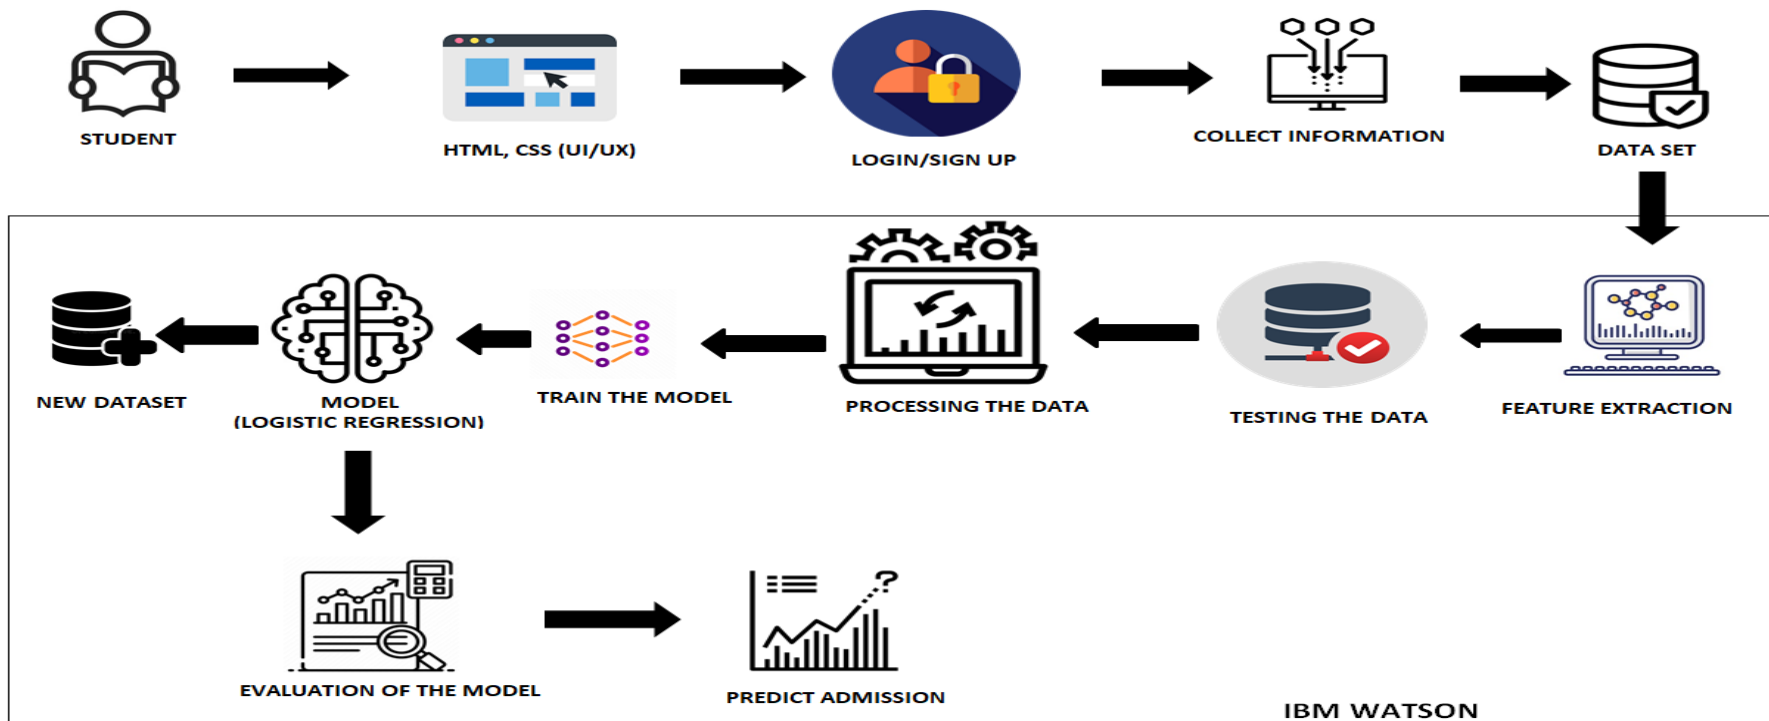 STUDENT
HTML, CSS (UI/UX)
LOGIN/SIGN UP
COLLECT INFORMATION
DATA SET
NEW DATASET
MODEL
(LOGISTIC REGRESSION)
TRAIN THE MODEL
PROCESSING THE DATA
TESTING THE DATA
FEATURE EXTRACTION
?
EVALUATION OF THE MODEL
PREDICT ADMISSION
IBM WATSON